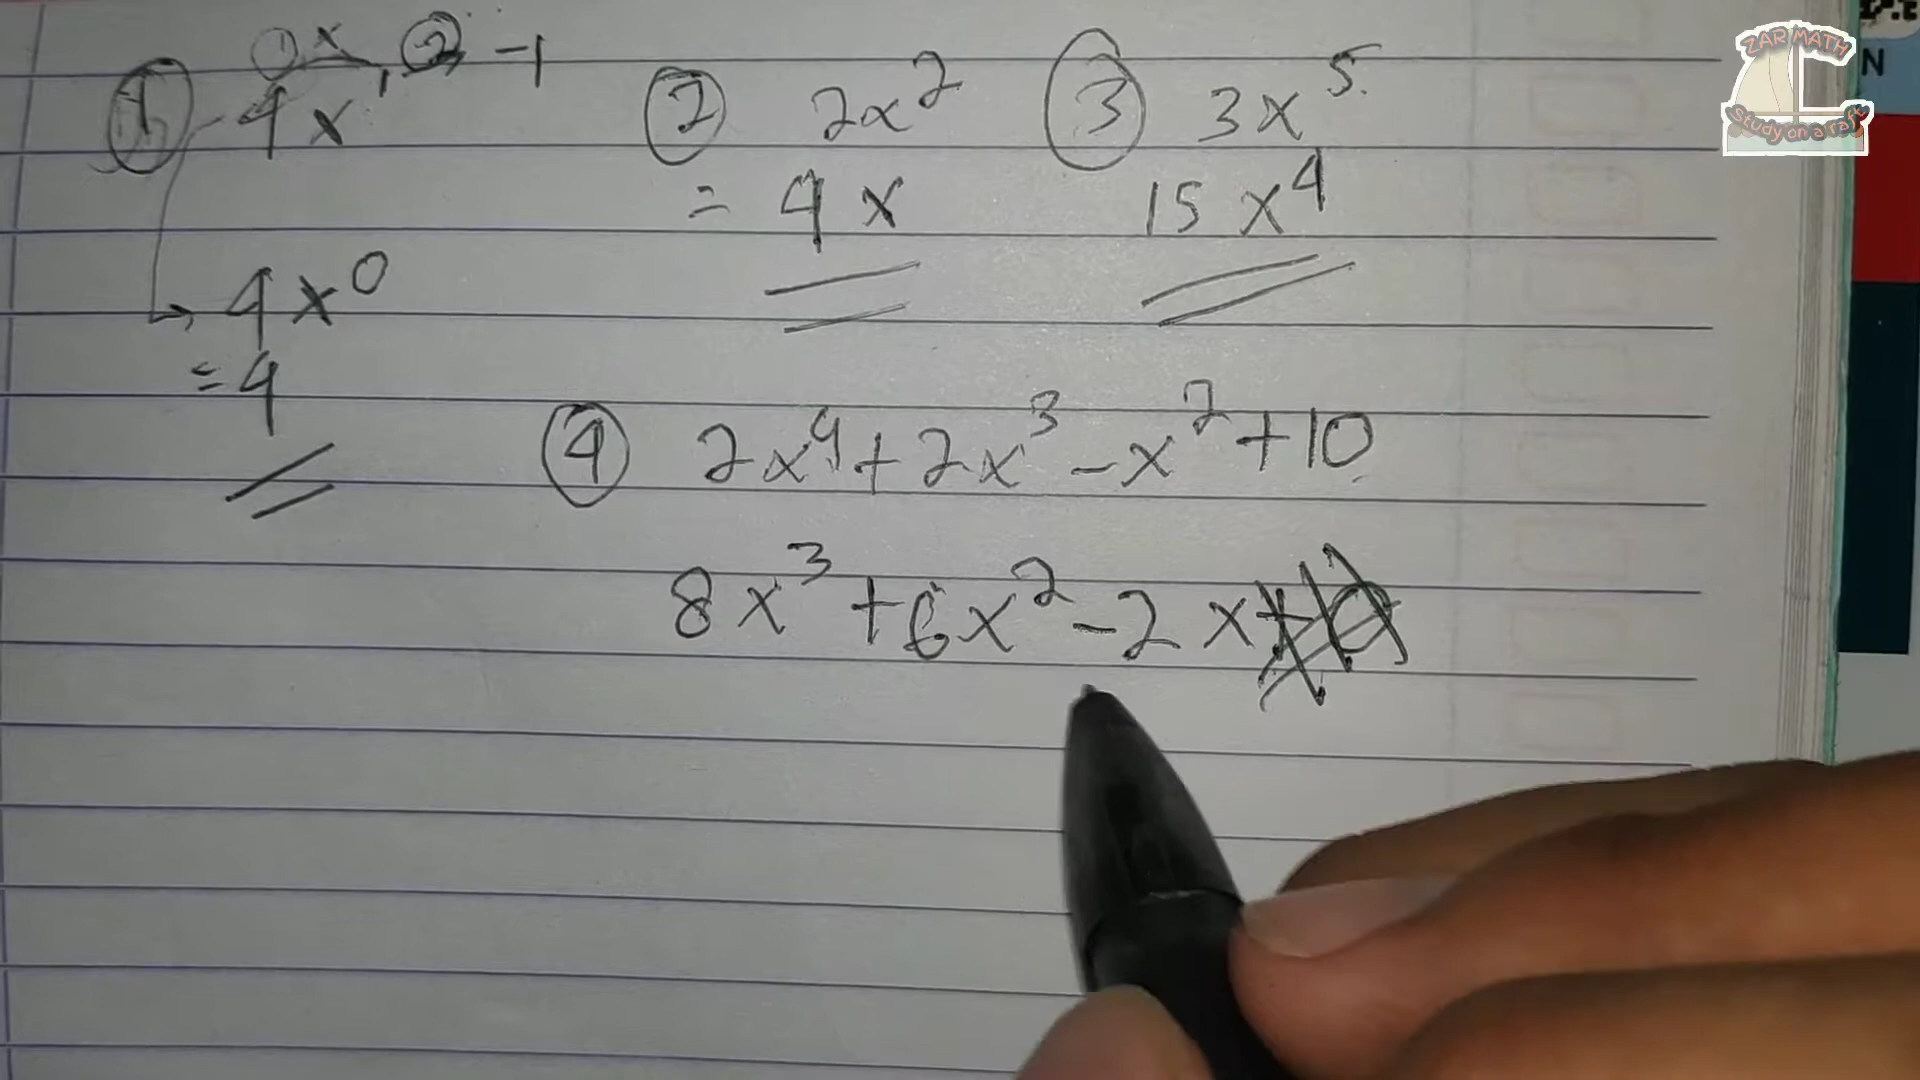 ① × ② -1
① 4x¹
4x⁰
=4
② 2x²
= 4x
③ 3x⁵
15x⁴
④ 2x⁴+2x³-x²+10
8x³+6x²-2x
ZAR MATH
Study on a raft
N